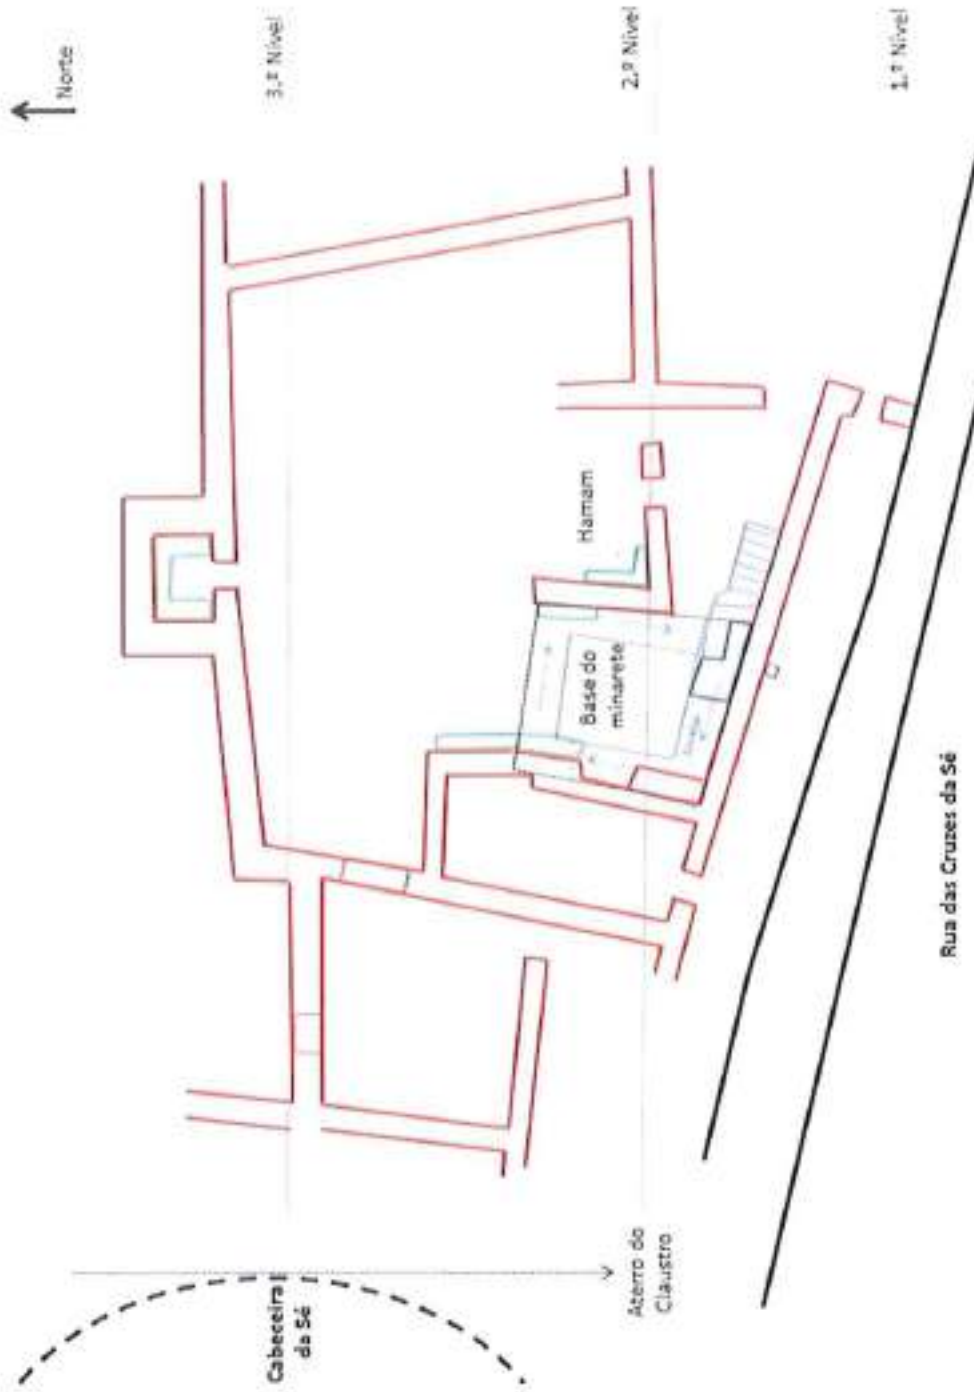 Norte
3.º Nível
2.º Nível
1.º Nível
Hamam
Base do
minarete
Rua das Cruzes da Sé
Aterro do
Claustro
Cabeceira
da Sé